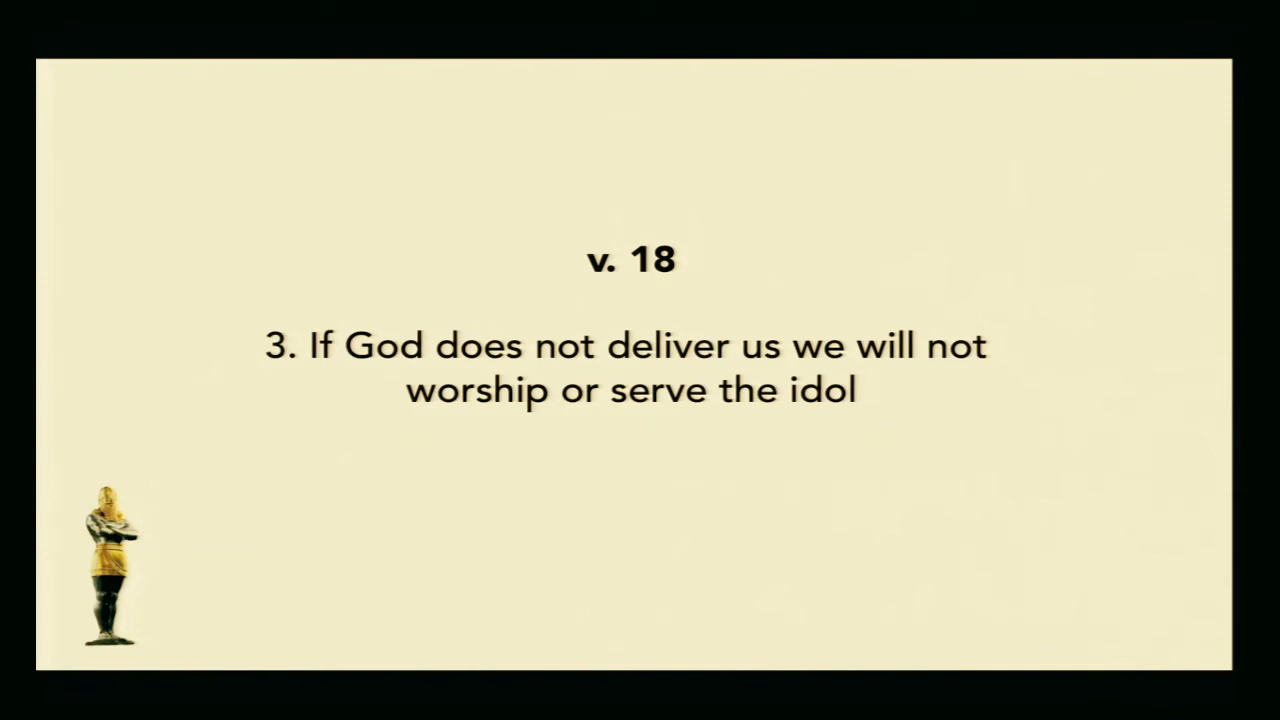 v. 18
3. If God does not deliver us we will not
worship or serve the idol